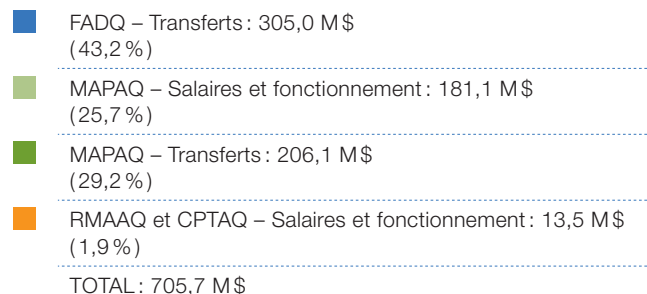 FADQ – Transferts : 305,0 M$
(43,2 %)
MAPAQ – Salaires et fonctionnement : 181,1 M$
(25,7 %)
MAPAQ – Transferts : 206,1 M$
(29,2 %)
RMAAQ et CPTAQ – Salaires et fonctionnement : 13,5 M$
(1,9 %)
TOTAL : 705,7 M$